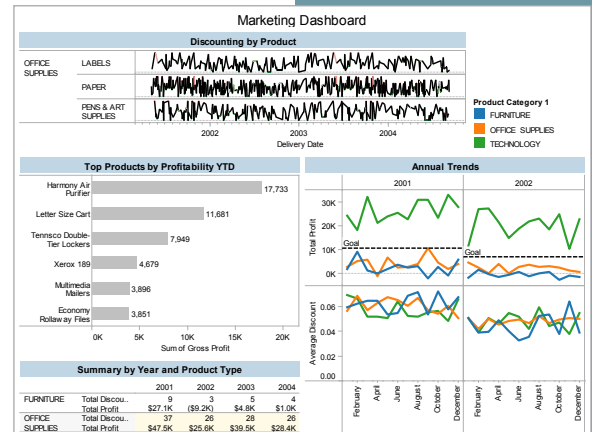 Marketing Dashboard
Discounting by Product
OFFICE SUPPLIES
LABELS
PAPER
PENS & ART SUPPLIES
2002 2003 2004
Delivery Date
Product Category 1
FURNITURE
OFFICE SUPPLIES
TECHNOLOGY
Top Products by Profitability YTD
Harmony Air Purifier 17,733
Letter Size Cart 11,681
Tennsco Double-Tier Lockers 7,949
Xerox 189 4,679
Multimedia Mailers 3,896
Economy Rollaway Files 3,851
0K 5K 10K 15K 20K
Sum of Gross Profit
Annual Trends
2001 2002
Total Profit
30K
20K
10K
0K
Goal
Goal
Average Discount
0.06
0.04
0.02
0.00
February April June August October December
February April June August October December
Summary by Year and Product Type
2001 2002 2003 2004
FURNITURE Total Discou.. 9 3 5 4
Total Profit $27.1K ($9.2K) $4.8K $1.0K
OFFICE SUPPLIES Total Discou.. 37 26 28 26
Total Profit $47.5K $25.6K $39.5K $28.4K